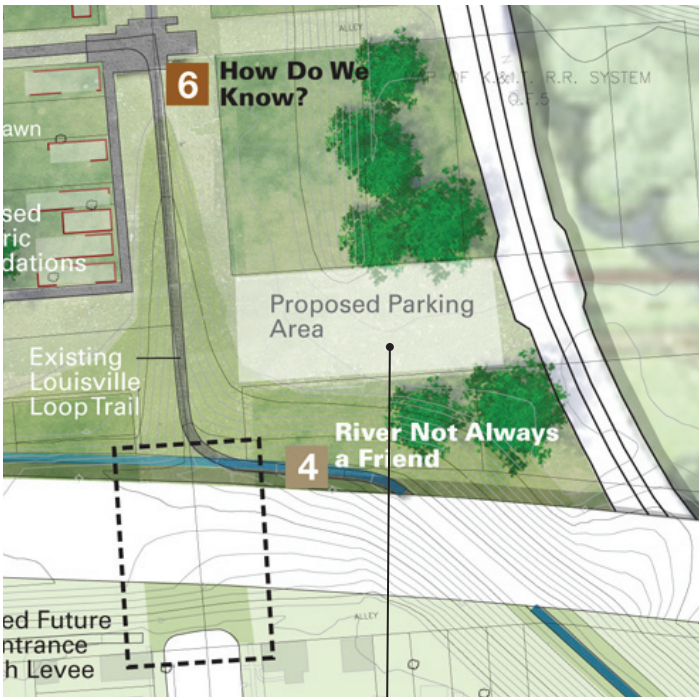 ALLEY
6
How Do We
Know?
OF K.&I.T. R.R. SYSTEM
awn
sed
ric
dations
Proposed Parking
Area
Existing
Louisville
Loop Trail
4
River Not Always
a Friend
ed Future
ntrance
h Levee
ALLEY